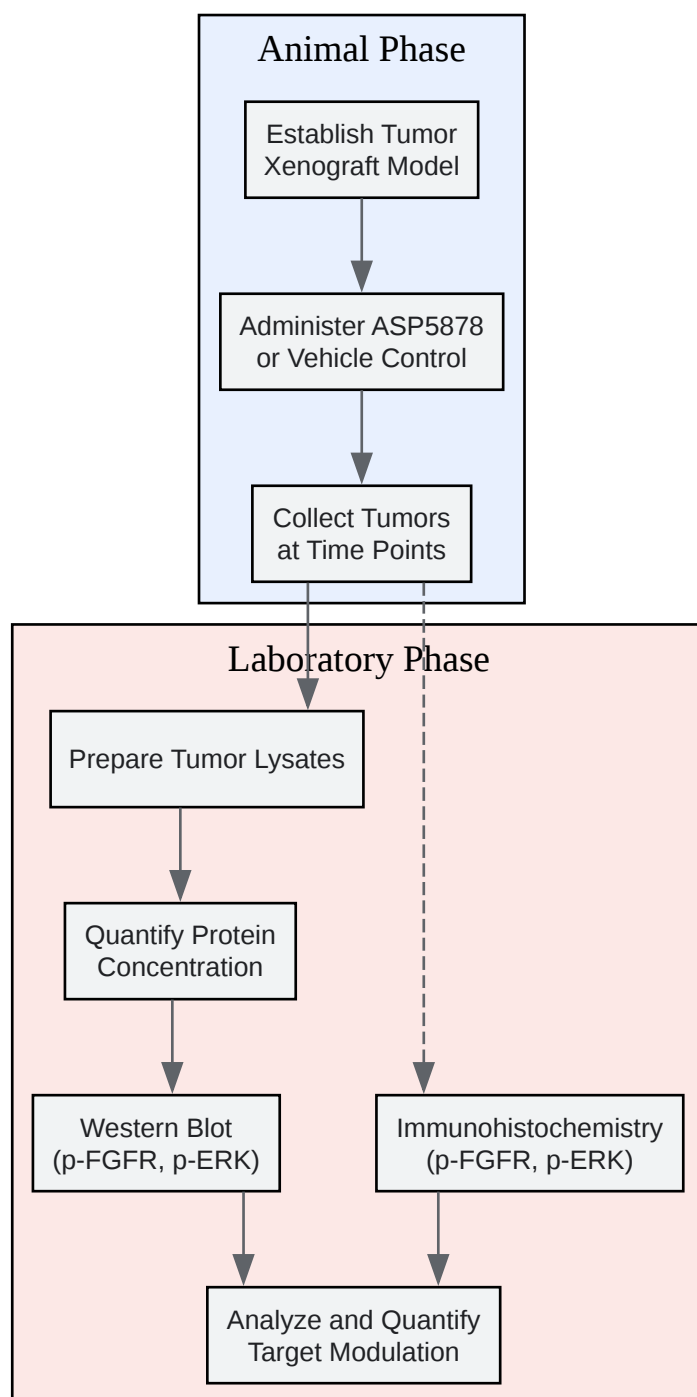 Animal Phase
Establish Tumor
Xenograft Model
Administer ASP5878
or Vehicle Control
Collect Tumors
at Time Points
Laboratory Phase
Prepare Tumor Lysates
Quantify Protein
Concentration
Western Blot
(p-FGFR, p-ERK)
Immunohistochemistry
(p-FGFR, p-ERK)
Analyze and Quantify
Target Modulation